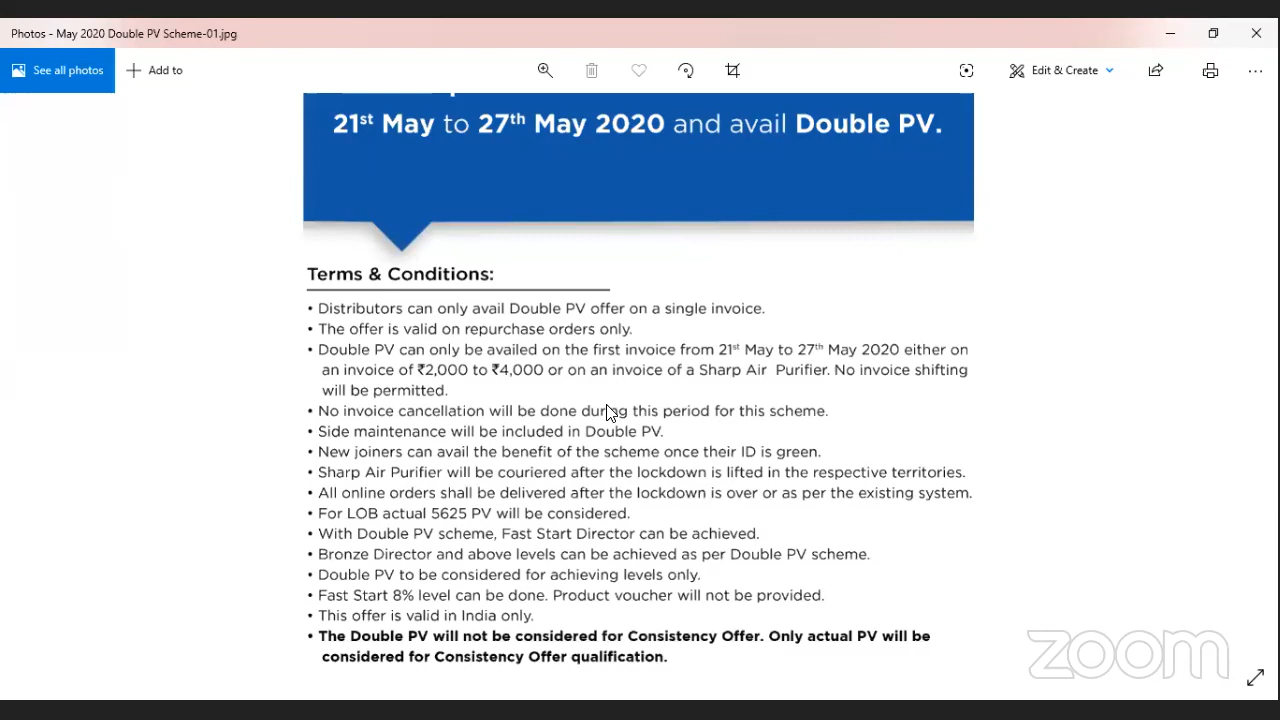 Photos - May 2020 Double PV Scheme-01.jpg
See all photos
Add to
Edit & Create
21st May to 27th May 2020 and avail Double PV.
Terms & Conditions:
• Distributors can only avail Double PV offer on a single invoice.
• The offer is valid on repurchase orders only.
• Double PV can only be availed on the first invoice from 21st May to 27th May 2020 either on
an invoice of ₹2,000 to ₹4,000 or on an invoice of a Sharp Air Purifier. No invoice shifting
will be permitted.
• No invoice cancellation will be done during this period for this scheme.
• Side maintenance will be included in Double PV.
• New joiners can avail the benefit of the scheme once their ID is green.
• Sharp Air Purifier will be couriered after the lockdown is lifted in the respective territories.
• All online orders shall be delivered after the lockdown is over or as per the existing system.
• For LOB actual 5625 PV will be considered.
• With Double PV scheme, Fast Start Director can be achieved.
• Bronze Director and above levels can be achieved as per Double PV scheme.
• Double PV to be considered for achieving levels only.
• Fast Start 8% level can be done. Product voucher will not be provided.
• This offer is valid in India only.
• The Double PV will not be considered for Consistency Offer. Only actual PV will be
considered for Consistency Offer qualification.
zoom